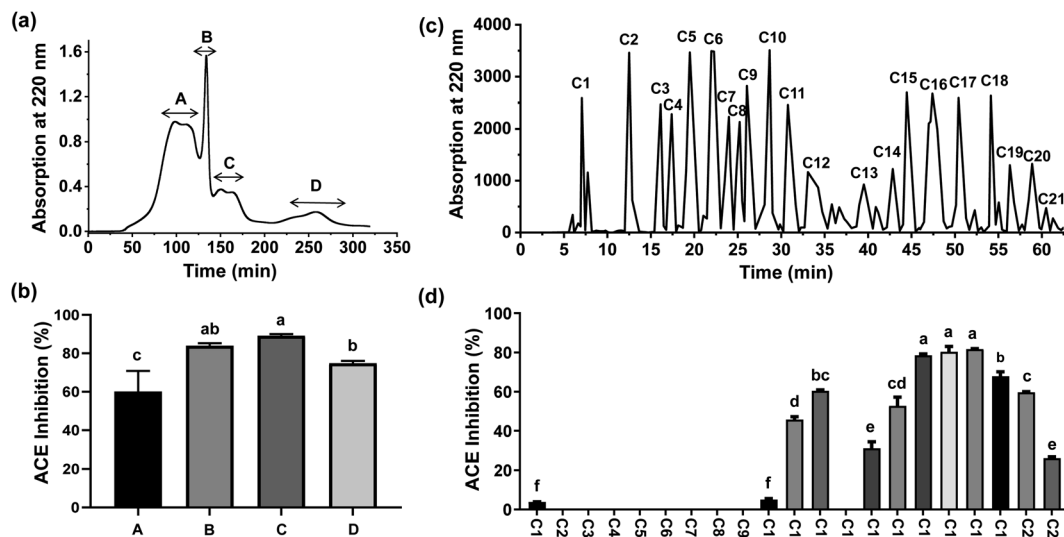 (a)
Absorption at 220 nm
1.6
1.2
0.8
0.4
0.0
A
B
C
D
0 50 100 150 200 250 300 350
Time (min)
(b)
ACE Inhibition (%)
100
80
60
40
20
0
c
ab
a
b
A B C D
(c)
Absorption at 220 nm
4000
3000
2000
1000
0
C1
C2
C3
C4
C5
C6
C7
C8
C9
C10
C11
C12
C13
C14
C15
C16
C17
C18
C19
C20
C21
0 5 10 15 20 25 30 35 40 45 50 55 60
Time (min)
(d)
ACE Inhibition (%)
100
80
60
40
20
0
f
f
d
bc
e
cd
a
a
a
b
c
e
C1 C2 C3 C4 C5 C6 C7 C8 C9 C1 C1 C1 C1 C1 C1 C1 C1 C1 C1 C2 C2